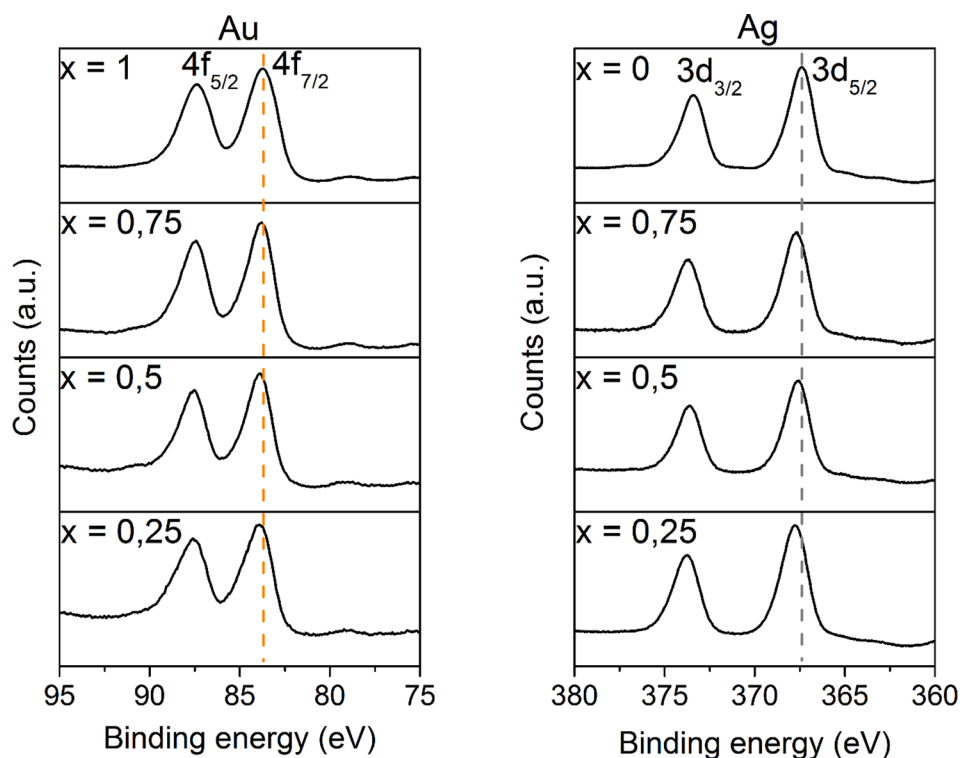 Au
x = 1 4f5/2 4f7/2
x = 0,75
x = 0,5
x = 0,25
95 90 85 80 75
Binding energy (eV)
Counts (a.u.)
Ag
x = 0 3d3/2 3d5/2
x = 0,75
x = 0,5
x = 0,25
380 375 370 365 360
Binding energy (eV)
Counts (a.u.)